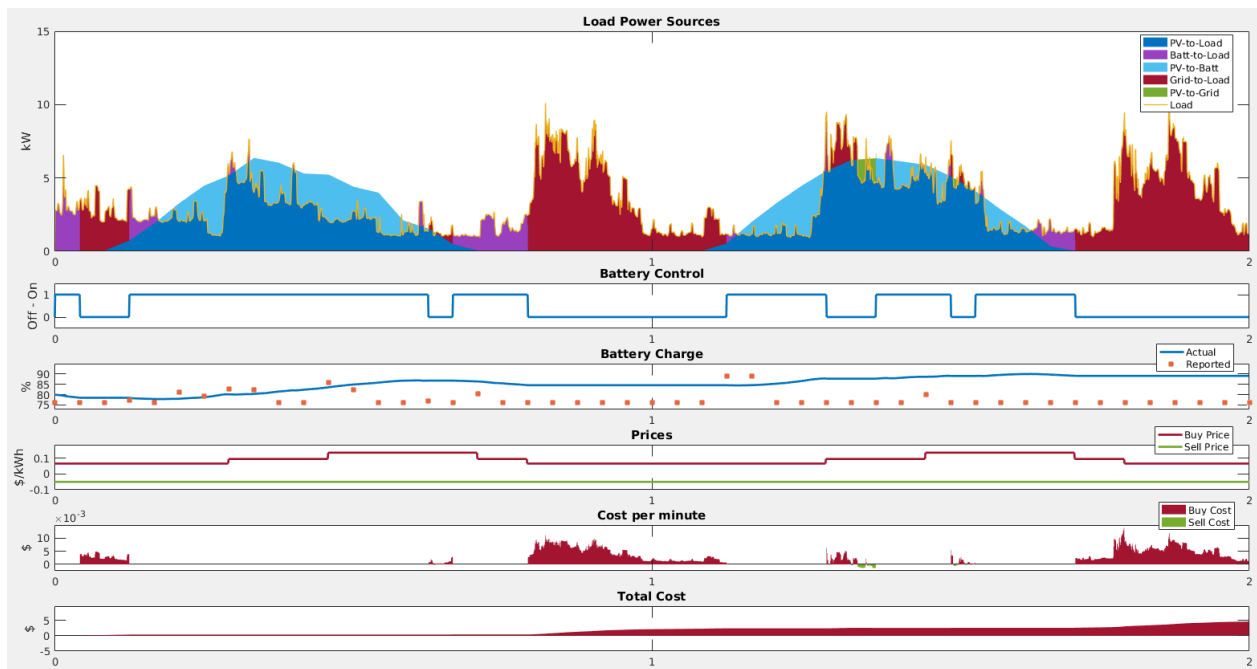 Load Power Sources
15
10
5
0
kW
PV-to-Load
Batt-to-Load
PV-to-Batt
Grid-to-Load
PV-to-Grid
Load
0
1
2
Battery Control
Off - On
1
0
0
1
2
Battery Charge
%
90
85
80
75
Actual
Reported
0
1
2
Prices
$/kWh
0.1
0
-0.1
Buy Price
Sell Price
0
1
2
×10⁻³
Cost per minute
$
10
5
0
Buy Cost
Sell Cost
0
1
2
Total Cost
$
5
0
-5
0
1
2